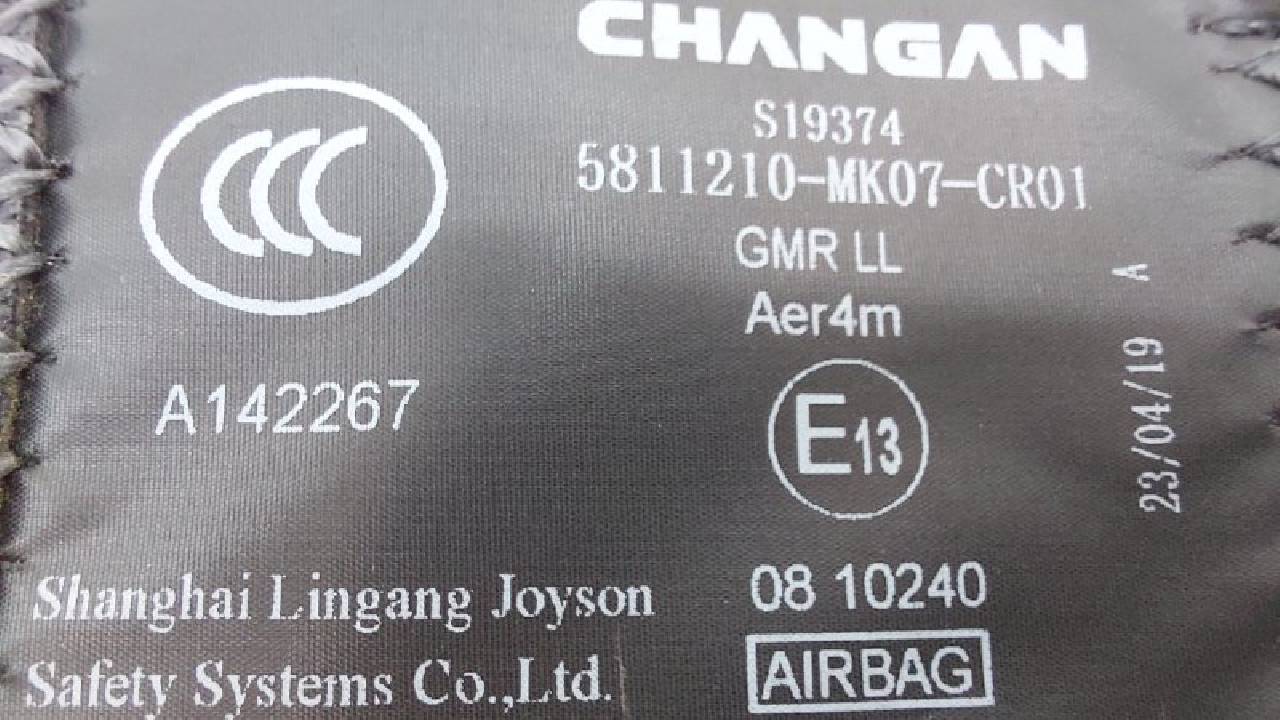 CHANGAN
S19374
5811210-MK07-CR01
GMR LL
Aer4m
E13
08 10240
AIRBAG
23/04/19 A
CCC
A142267
Shanghai Lingang Joyson
Safety Systems Co.,Ltd.